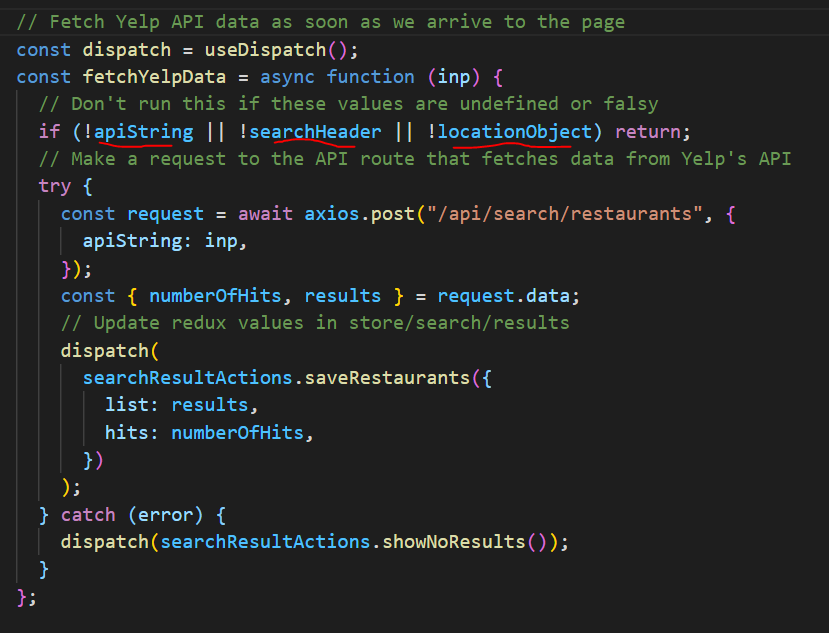 // Fetch Yelp API data as soon as we arrive to the page
const dispatch = useDispatch();
const fetchYelpData = async function (inp) {
// Don't run this if these values are undefined or falsy
if (!apiString || !searchHeader || !locationObject) return;
// Make a request to the API route that fetches data from Yelp's API
try {
const request = await axios.post("/api/search/restaurants", {
apiString: inp,
});
const { numberOfHits, results } = request.data;
// Update redux values in store/search/results
dispatch(
searchResultActions.saveRestaurants({
list: results,
hits: numberOfHits,
})
);
} catch (error) {
dispatch(searchResultActions.showNoResults());
}
};